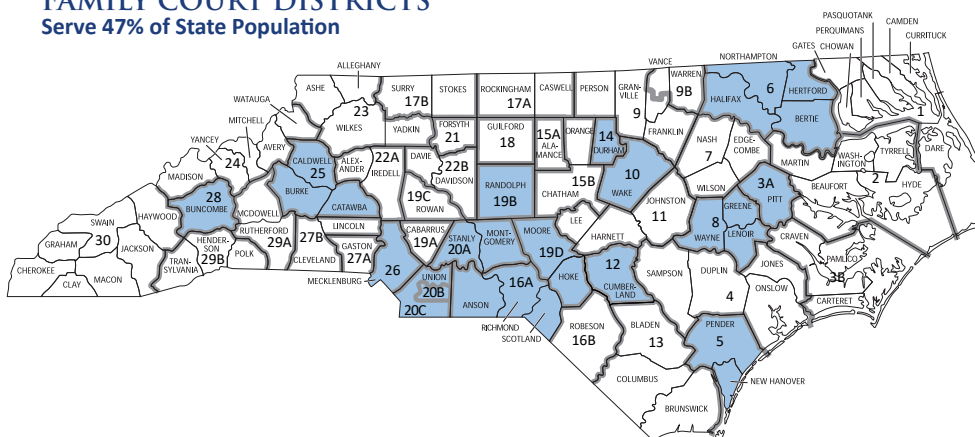 FAMILY COURT DISTRICTS
Serve 47% of State Population
PASQUOTANK
CAMDEN
PERQUIMANS
CURRITUCK
GATES
CHOWAN
NORTHAMPTON
VANCE
ALLEGHANY
ASHE
SURRY
17B
STOKES
ROCKINGHAM
17A
CASWELL
PERSON
GRAN-
VILLE
9
WARREN
9B
HALIFAX
6
HERTFORD
BERTIE
1
WATAUGA
23
WILKES
YADKIN
FORSYTH
21
GUILFORD
18
15A
ALA-
MANCE
ORANGE
14
DURHAM
FRANKLIN
NASH
7
EDGE-
COMBE
MARTIN
WASH-
INGTON
TYRRELL
DARE
MITCHELL
YANCEY
24
AVERY
MADISON
CALDWELL
25
ALEX-
ANDER
22A
IREDELL
DAVIE
22B
DAVIDSON
RANDOLPH
19B
15B
CHATHAM
10
WAKE
WILSON
3A
PITT
BEAUFORT
2
HYDE
28
BUNCOMBE
BURKE
CATAWBA
19C
ROWAN
JOHNSTON
11
GREENE
8
WAYNE
LENOIR
CRAVEN
HAYWOOD
MCDOWELL
RUTHERFORD
29A
27B
CLEVELAND
LINCOLN
GASTON
27A
CABARRUS
19A
STANLY
20A
MONT-
GOMERY
MOORE
19D
LEE
HARNETT
SWAIN
30
GRAHAM
JACKSON
CHEROKEE
CLAY
MACON
HENDER-
SON
29B
TRAN-
SYLVANIA
POLK
MECKLENBURG
26
UNION
20B
20C
ANSON
16A
RICHMOND
SCOTLAND
HOKE
12
CUMBER-
LAND
SAMPSON
DUPLIN
4
JONES
ONSLOW
PAMLICO
3B
CARTERET
ROBESON
16B
BLADEN
13
PENDER
5
NEW HANOVER
COLUMBUS
BRUNSWICK